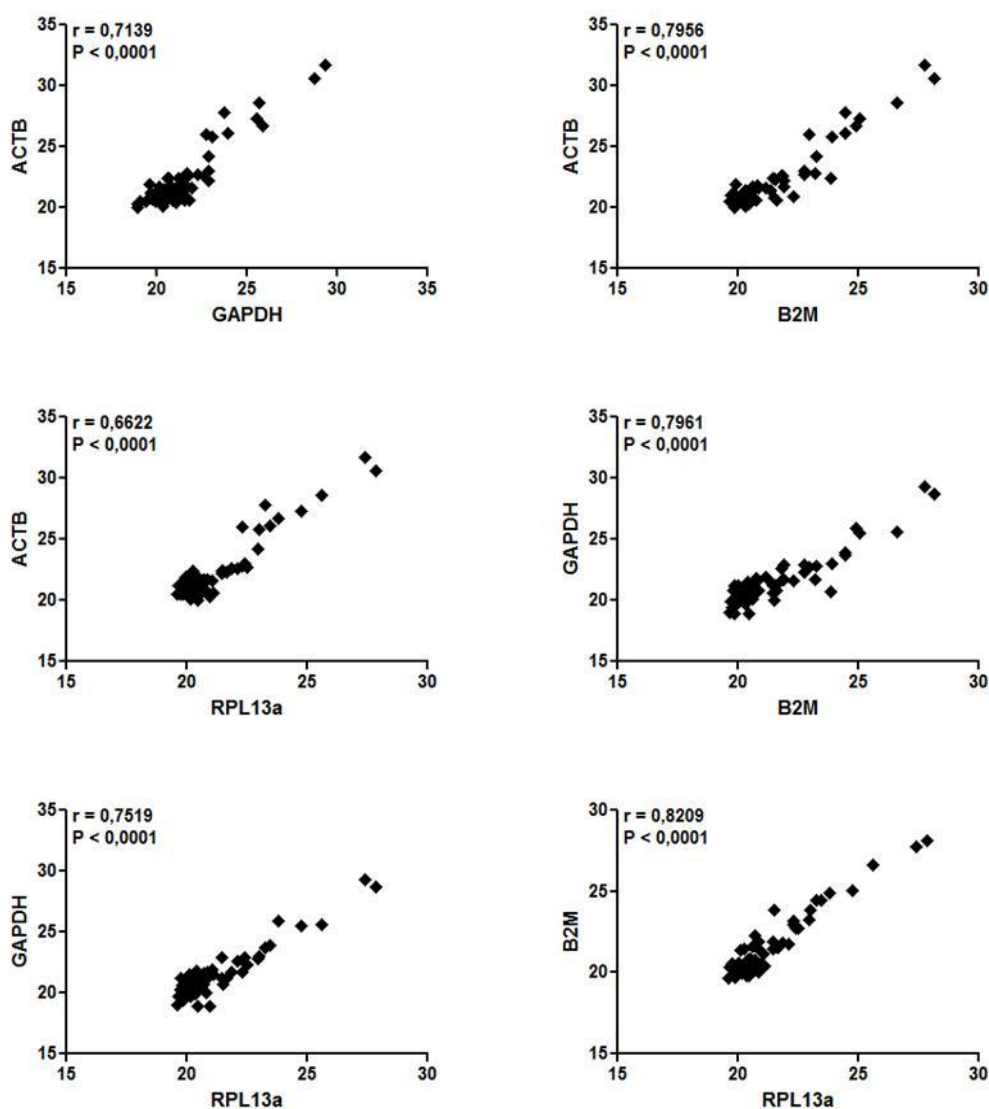 r = 0,7139
P < 0,0001
35
30
25
20
15
ACTB
15 20 25 30 35
GAPDH
r = 0,7956
P < 0,0001
35
30
25
20
15
ACTB
15 20 25 30
B2M
r = 0,6622
P < 0,0001
35
30
25
20
15
ACTB
15 20 25 30
RPL13a
r = 0,7961
P < 0,0001
35
30
25
20
15
GAPDH
15 20 25 30
B2M
r = 0,7519
P < 0,0001
35
30
25
20
15
GAPDH
15 20 25 30
RPL13a
r = 0,8209
P < 0,0001
30
25
20
15
B2M
15 20 25 30
RPL13a